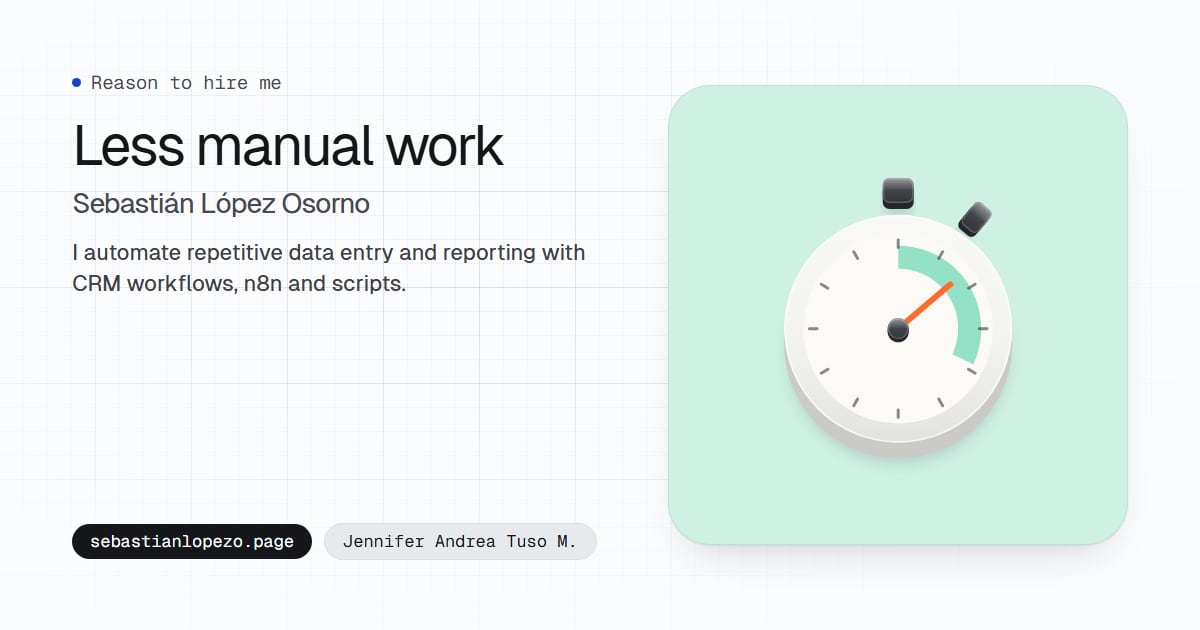 Reason to hire me
Less manual work
Sebastián López Osorno
I automate repetitive data entry and reporting with
CRM workflows, n8n and scripts.
sebastianlopezo.page
Jennifer Andrea Tuso M.